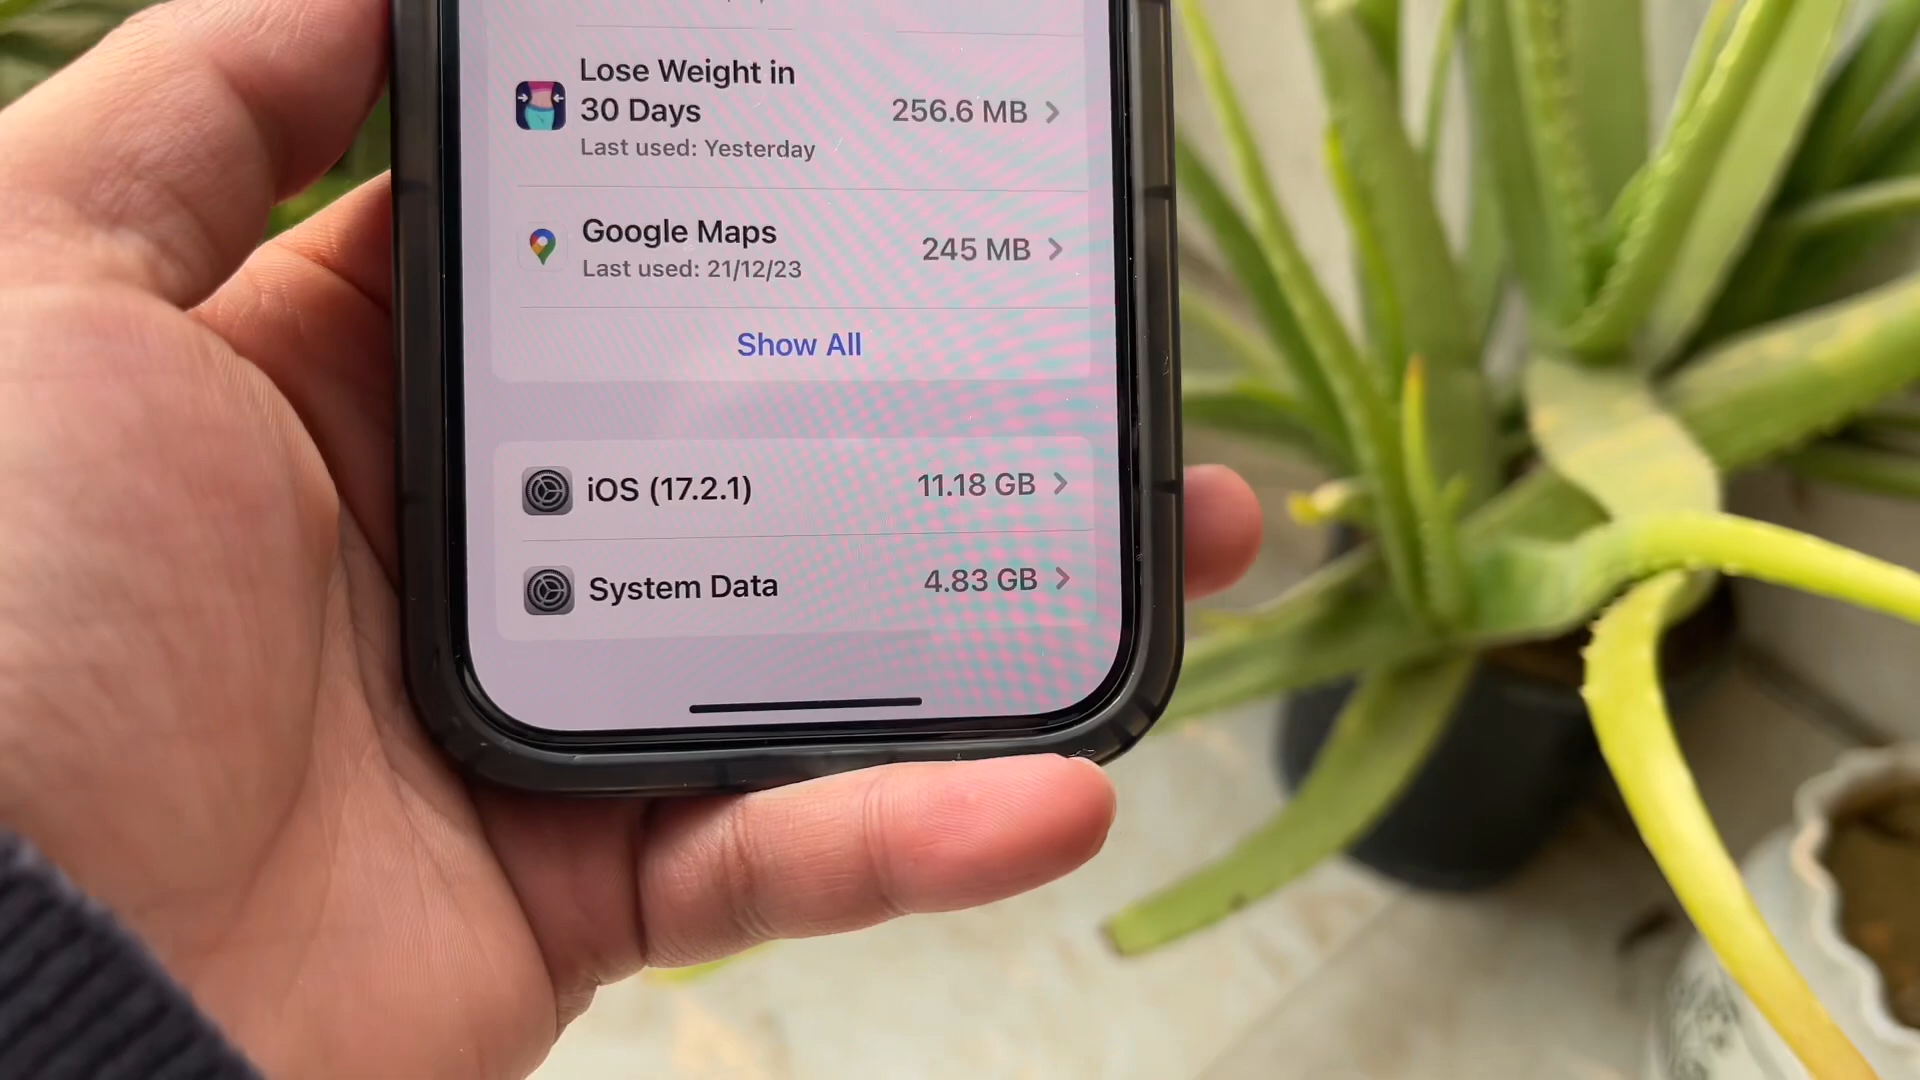 Lose Weight in
30 Days
256.6 MB
Last used: Yesterday
Google Maps
245 MB
Last used: 21/12/23
Show All
iOS (17.2.1)
11.18 GB
System Data
4.83 GB